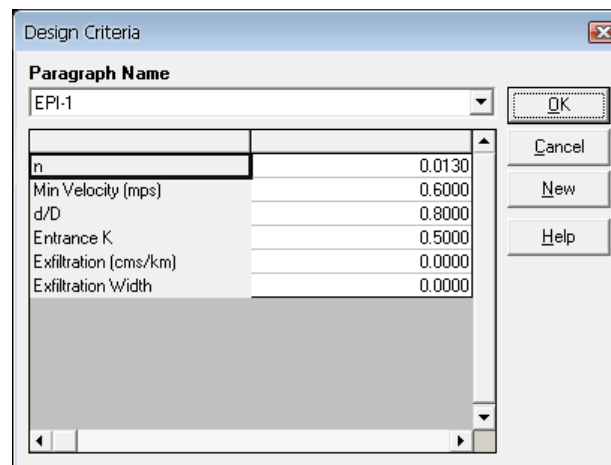 Design Criteria
Paragraph Name
EPI-1
OK
Cancel
New
Help
n 0.0130
Min Velocity (mps) 0.6000
d/D 0.8000
Entrance K 0.5000
Exfiltration (cms/km) 0.0000
Exfiltration Width 0.0000